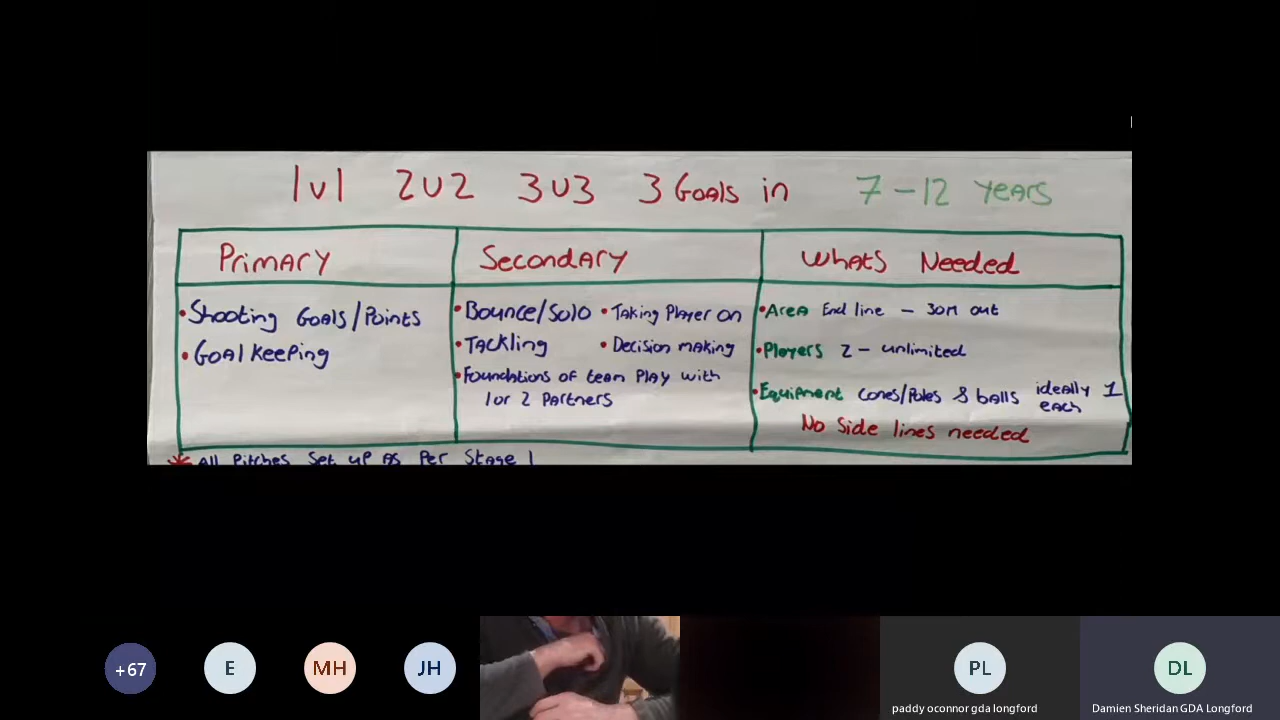 1v1 2v2 3v3 3 Goals in 7-12 years
Primary
• Shooting Goals/Points
• Goalkeeping
Secondary
• Bounce/Solo • Taking Player on
• Tackling • Decision making
• Foundations of team Play with
1 or 2 Partners
Whats Needed
• Area End line - 30m out
• Players 2 - unlimited
• Equipment cones/Poles & balls ideally 1
each
No Side lines needed
* All Pitches Set up As Per Stage 1
+67
E
MH
JH
PL
paddy oconnor gda longford
DL
Damien Sheridan GDA Longford